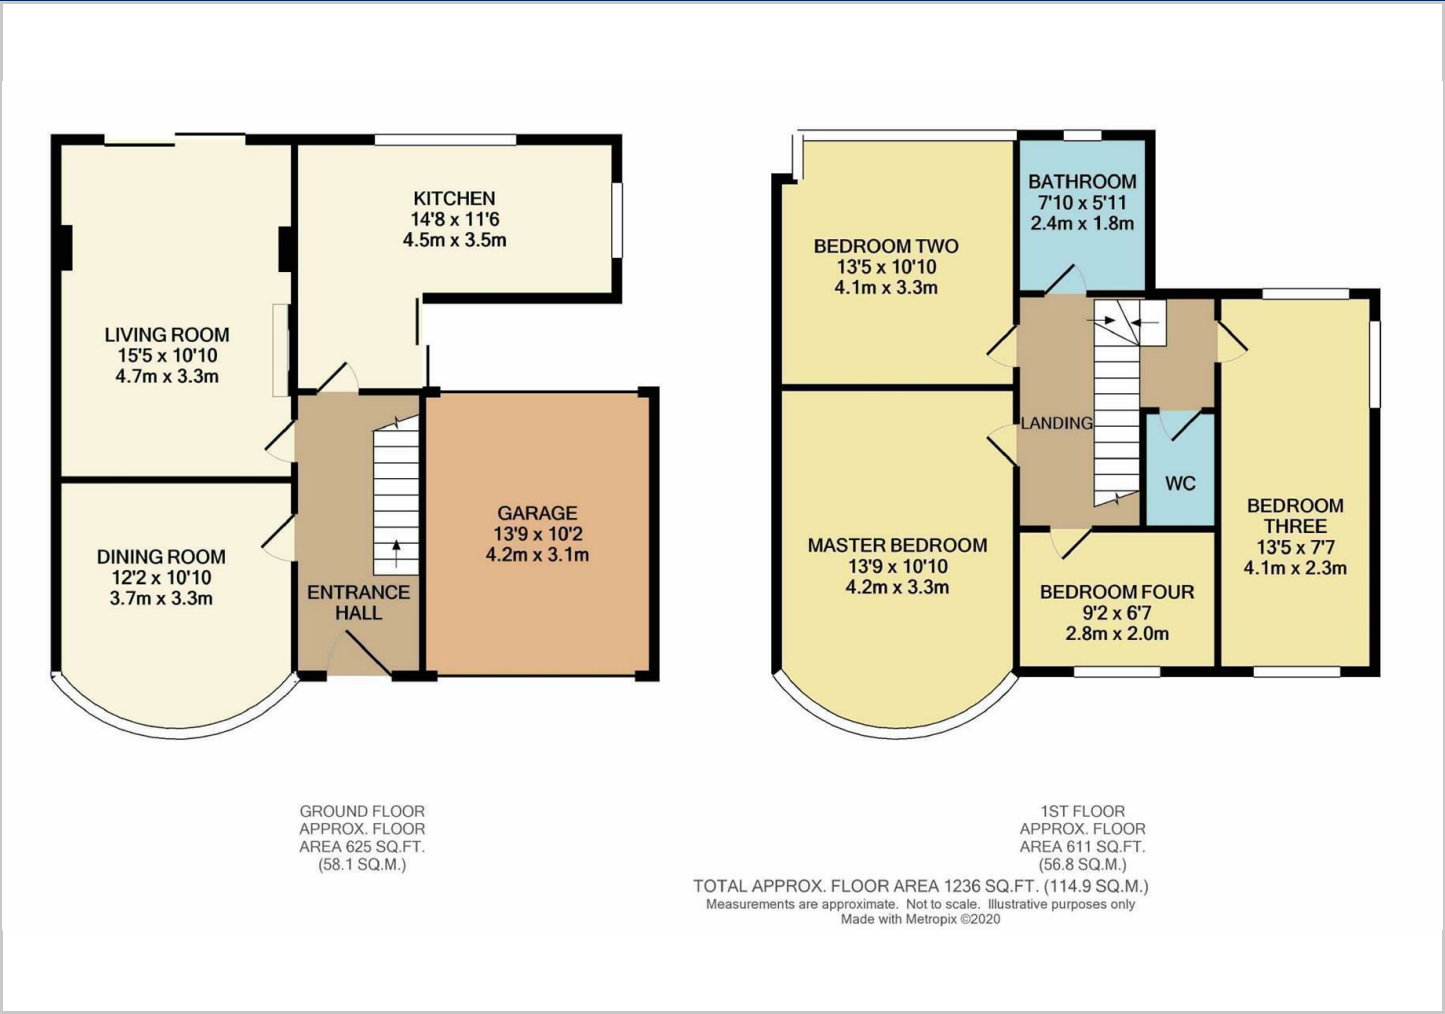 KITCHEN
14'8 x 11'6
4.5m x 3.5m
LIVING ROOM
15'5 x 10'10
4.7m x 3.3m
DINING ROOM
12'2 x 10'10
3.7m x 3.3m
ENTRANCE
HALL
GARAGE
13'9 x 10'2
4.2m x 3.1m
BATHROOM
7'10 x 5'11
2.4m x 1.8m
BEDROOM TWO
13'5 x 10'10
4.1m x 3.3m
LANDING
WC
MASTER BEDROOM
13'9 x 10'10
4.2m x 3.3m
BEDROOM
THREE
13'5 x 7'7
4.1m x 2.3m
BEDROOM FOUR
9'2 x 6'7
2.8m x 2.0m
GROUND FLOOR
APPROX. FLOOR
AREA 625 SQ.FT.
(58.1 SQ.M.)
1ST FLOOR
APPROX. FLOOR
AREA 611 SQ.FT.
(56.8 SQ.M.)
TOTAL APPROX. FLOOR AREA 1236 SQ.FT. (114.9 SQ.M.)
Measurements are approximate. Not to scale. Illustrative purposes only
Made with Metropix ©2020